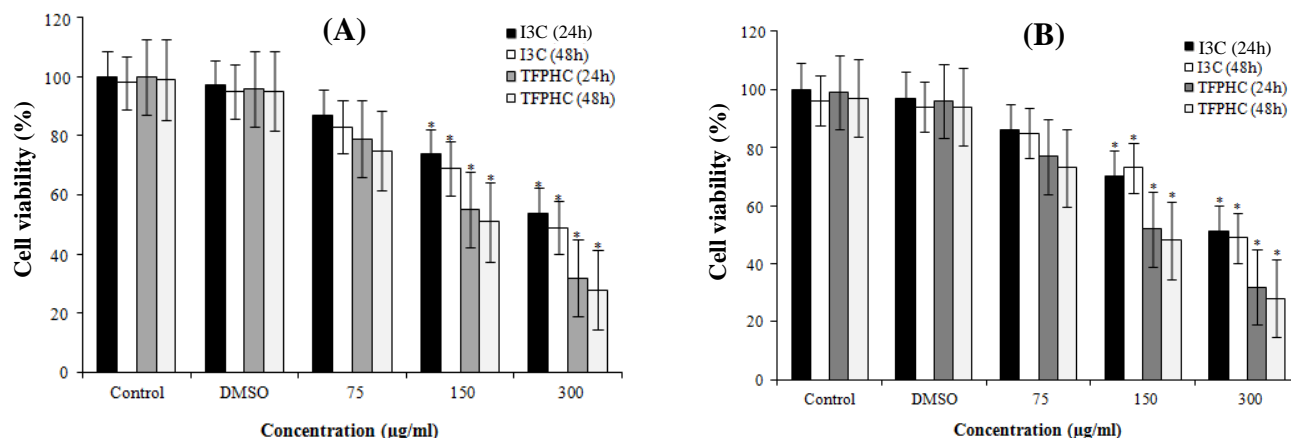 (A)
I3C (24h)
I3C (48h)
TFPHC (24h)
TFPHC (48h)
Cell viability (%)
120
100
80
60
40
20
0
* * * *
* * * *
Control DMSO 75 150 300
Concentration (µg/ml)
(B)
I3C (24h)
I3C (48h)
TFPHC (24h)
TFPHC (48h)
Cell viability (%)
120
100
80
60
40
20
0
* * * *
* * * *
Control DMSO 75 150 300
Concentration (µg/ml)